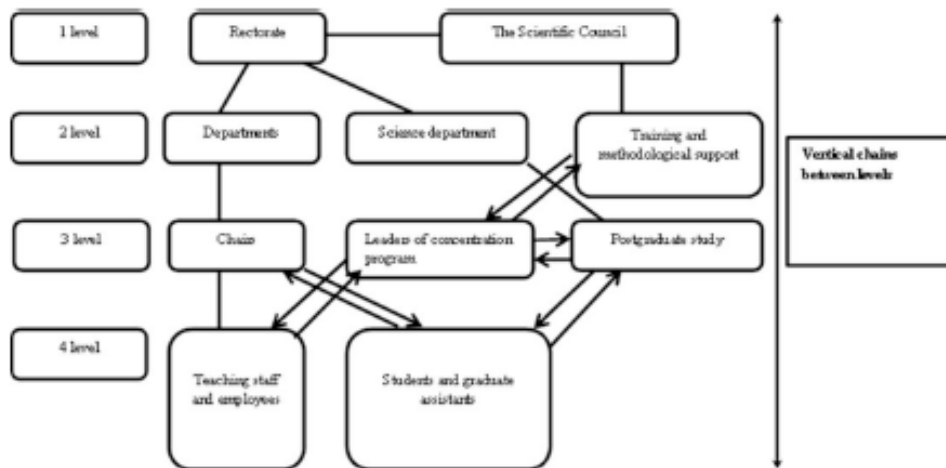 1 level
Rectorate
The Scientific Council
2 level
Departments
Science department
Training and
methodological support
Vertical chains
between levels
3 level
Chairs
Leaders of concentration
program
Postgraduate study
4 level
Teaching staff
and employees
Students and graduate
assistants